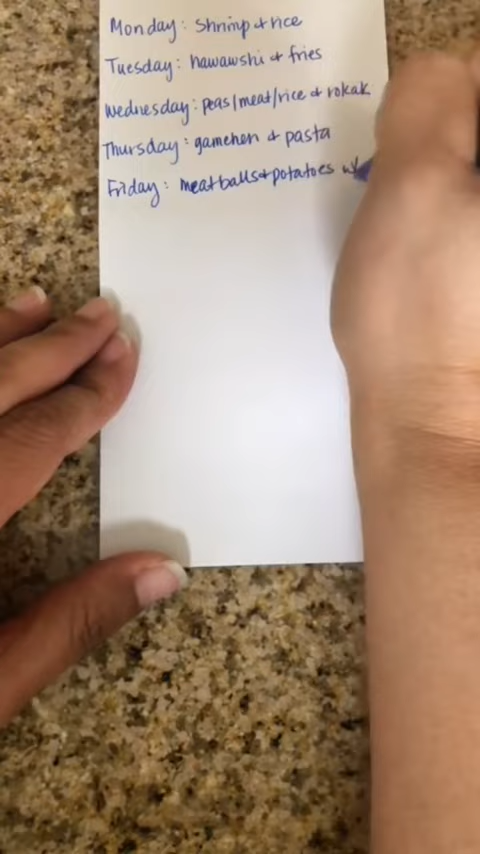 Monday: Shrimp & rice
Tuesday: hawawshi & fries
Wednesday: peas/meat/rice & rokak
Thursday: gamehen & pasta
Friday: meatballs & potatoes w/